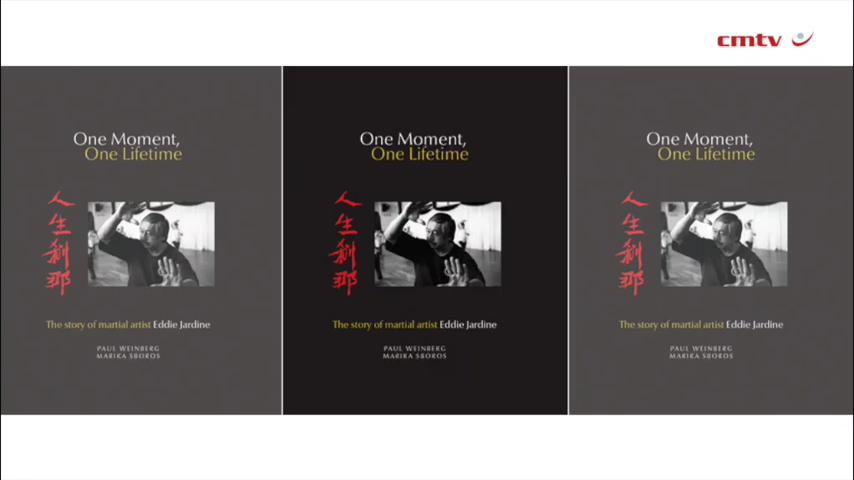 cmtv
One Moment,
One Lifetime
人生刹那
The story of martial artist Eddie Jardine
PAUL WEINBERG
MARIKA SBOROS
One Moment,
One Lifetime
人生刹那
The story of martial artist Eddie Jardine
PAUL WEINBERG
MARIKA SBOROS
One Moment,
One Lifetime
人生刹那
The story of martial artist Eddie Jardine
PAUL WEINBERG
MARIKA SBOROS